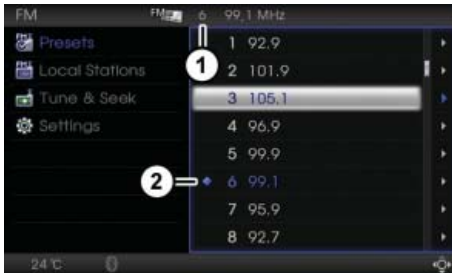 FM FM 6 99,1 MHz
Presets
Local Stations
Tune & Seek
Settings
1 92.9
2 101.9
3 105.1
4 96.9
5 99.9
6 99.1
7 95.9
8 92.7
1
2
24°C